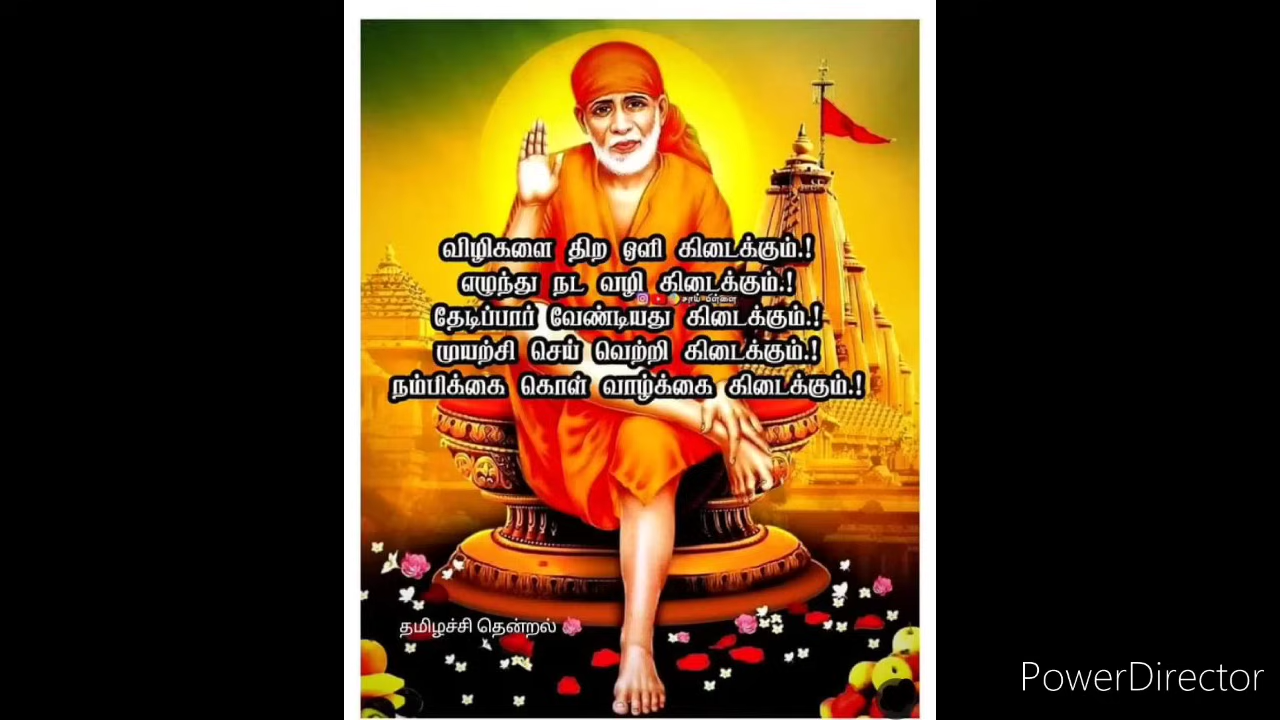 விழிகளை திற ஒளி கிடைக்கும்.!
எழுந்து நட வழி கிடைக்கும்.!
சாய் பிள்ளை
தேடிப்பார் வேண்டியது கிடைக்கும்.!
முயற்சி செய் வெற்றி கிடைக்கும்.!
நம்பிக்கை கொள் வாழ்க்கை கிடைக்கும்.!
தமிழச்சி தென்றல்
PowerDirector